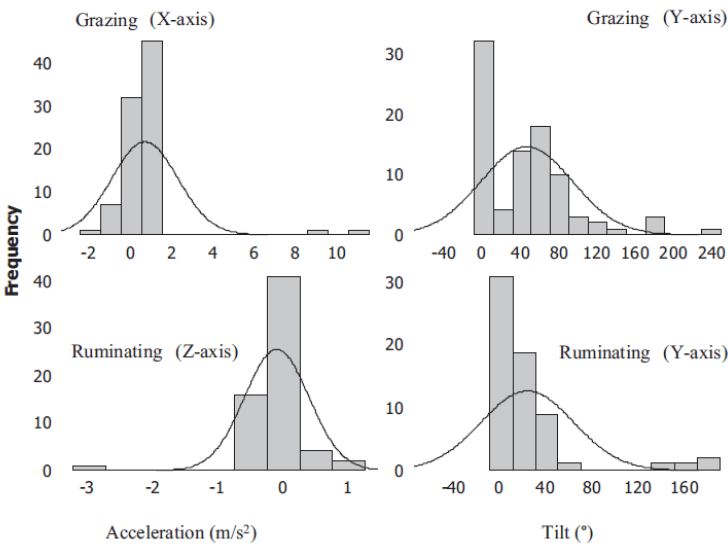 Grazing (X-axis)
Grazing (Y-axis)
40
30
20
10
0
-2 0 2 4 6 8 10
30
20
10
0
-40 0 40 80 120 160 200 240
Frequency
Ruminating (Z-axis)
40
30
20
10
0
-3 -2 -1 0 1
Ruminating (Y-axis)
30
20
10
0
-40 0 40 80 120 160
Acceleration (m/s²)
Tilt (°)